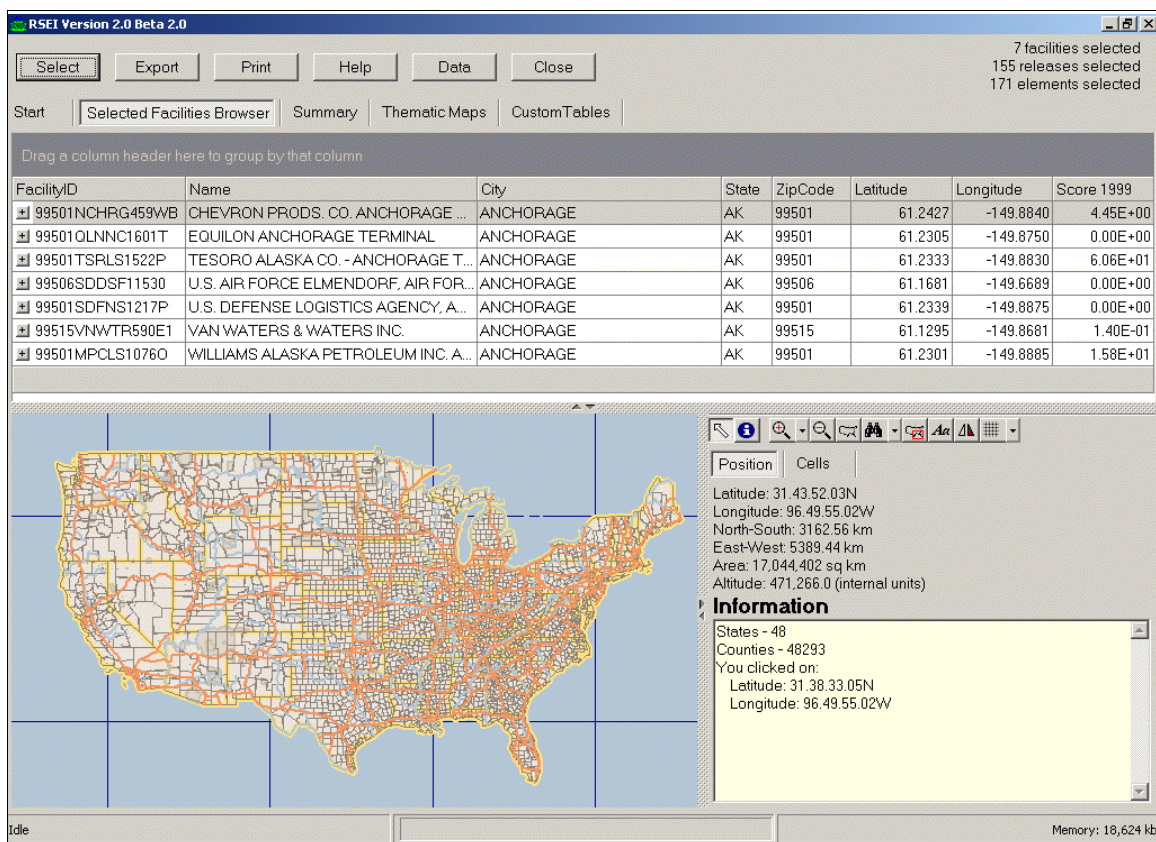 RSEI Version 2.0 Beta 2.0
7 facilities selected
155 releases selected
171 elements selected
Select Export Print Help Data Close
Start Selected Facilities Browser Summary Thematic Maps CustomTables
Drag a column header here to group by that column
FacilityID Name City State ZipCode Latitude Longitude Score 1999
99501NCHRG459WB CHEVRON PRODS. CO. ANCHORAGE ... ANCHORAGE AK 99501 61.2427 -149.8840 4.45E+00
99501QLNNC1601T EQUILON ANCHORAGE TERMINAL ANCHORAGE AK 99501 61.2305 -149.8750 0.00E+00
99501TSRLS1522P TESORO ALASKA CO. - ANCHORAGE T... ANCHORAGE AK 99501 61.2333 -149.8830 6.06E+01
99506SDDSF11530 U.S. AIR FORCE ELMENDORF, AIR FOR... ANCHORAGE AK 99506 61.1681 -149.6689 0.00E+00
99501SDFNS1217P U.S. DEFENSE LOGISTICS AGENCY, A... ANCHORAGE AK 99501 61.2339 -149.8875 0.00E+00
99515VNWTR590E1 VAN WATERS & WATERS INC. ANCHORAGE AK 99515 61.1295 -149.8681 1.40E-01
99501MPCLS1076O WILLIAMS ALASKA PETROLEUM INC. A... ANCHORAGE AK 99501 61.2301 -149.8885 1.58E+01
Aa
Position Cells
Latitude: 31.43.52.03N
Longitude: 96.49.55.02W
North-South: 3162.56 km
East-West: 5389.44 km
Area: 17,044,402 sq km
Altitude: 471,266.0 (internal units)
Information
States - 48
Counties - 48293
You clicked on:
Latitude: 31.38.33.05N
Longitude: 96.49.55.02W
Idle
Memory: 18,624 kb